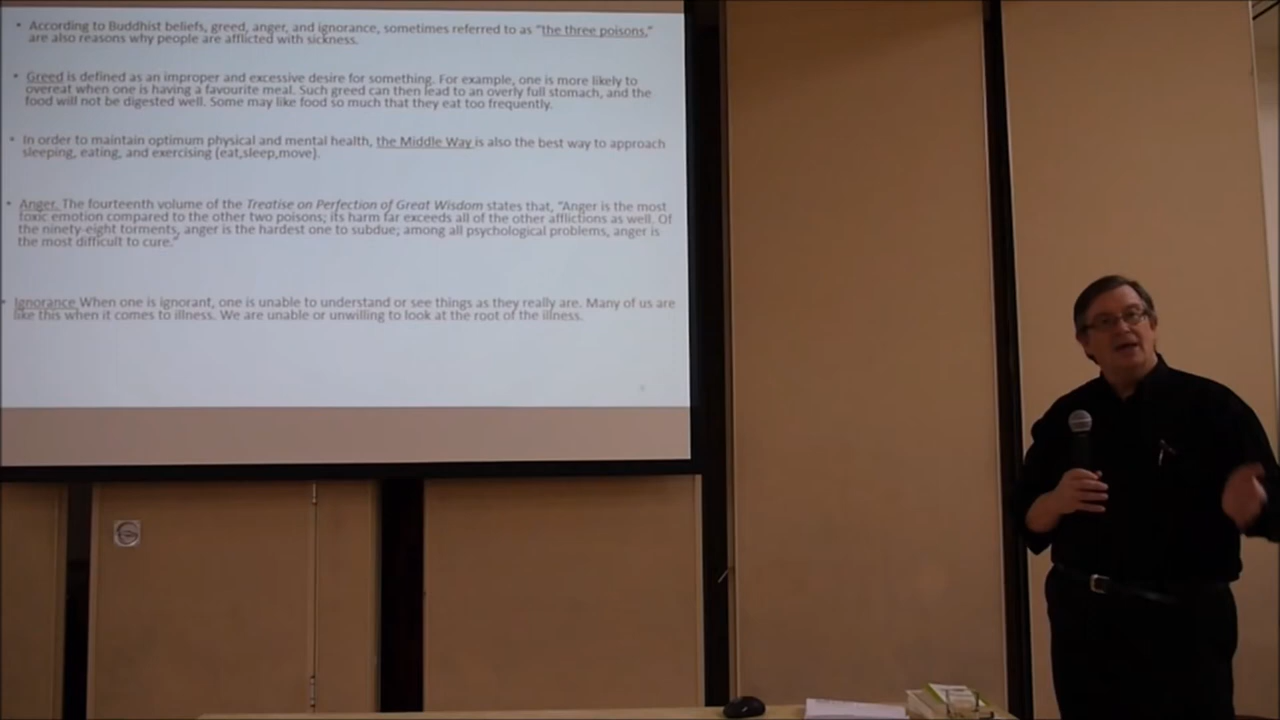 • According to Buddhist beliefs, greed, anger, and ignorance, sometimes referred to as "the three poisons,"
are also reasons why people are afflicted with sickness.
• Greed is defined as an improper and excessive desire for something. For example, one is more likely to
overeat when one is having a favourite meal. Such greed can then lead to an overly full stomach, and the
food will not be digested well. Some may like food so much that they eat too frequently.
• In order to maintain optimum physical and mental health, the Middle Way is also the best way to approach
sleeping, eating, and exercising (eat,sleep,move).
• Anger. The fourteenth volume of the Treatise on Perfection of Great Wisdom states that, "Anger is the most
toxic emotion compared to the other two poisons; its harm far exceeds all of the other afflictions as well. Of
the ninety-eight torments, anger is the hardest one to subdue; among all psychological problems, anger is
the most difficult to cure."
• Ignorance When one is ignorant, one is unable to understand or see things as they really are. Many of us are
like this when it comes to illness. We are unable or unwilling to look at the root of the illness.